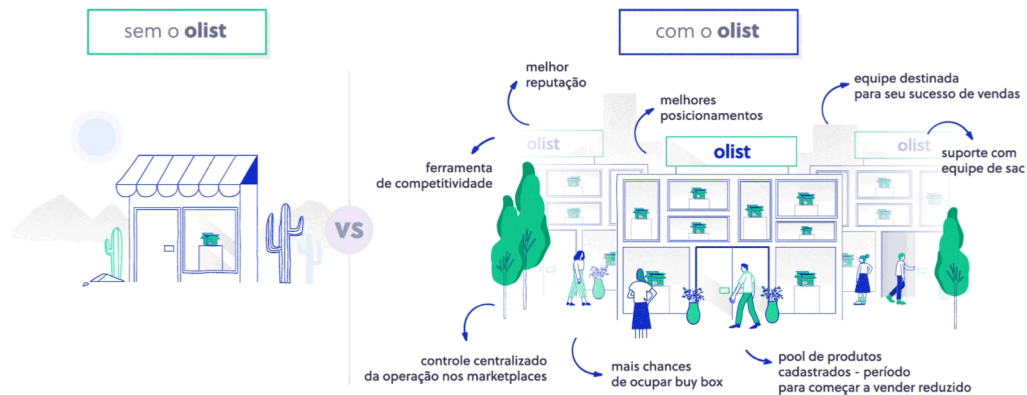 sem o olist
com o olist
vs
melhor
reputação
ferramenta
de competitividade
melhores
posicionamentos
equipe destinada
para seu sucesso de vendas
suporte com
equipe de sac
olist
olist
olist
controle centralizado
da operação nos marketplaces
mais chances
de ocupar buy box
pool de produtos
cadastrados - período
para começar a vender reduzido